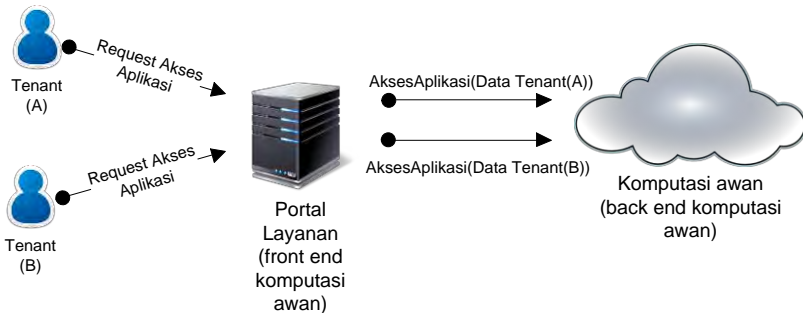 Request Akses
Aplikasi
Tenant
(A)
AksesAplikasi(Data Tenant(A))
Request Akses
Aplikasi
AksesAplikasi(Data Tenant(B))
Tenant
(B)
Portal
Layanan
(front end
komputasi
awan)
Komputasi awan
(back end komputasi
awan)